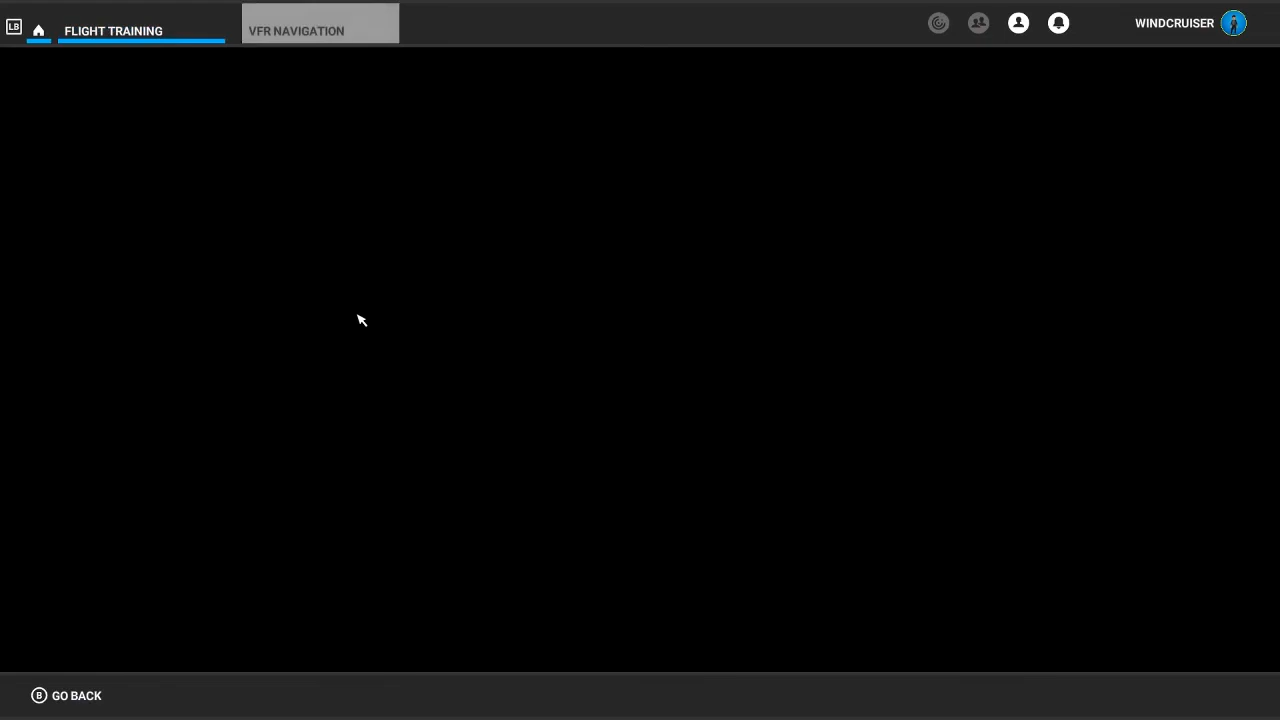 LB
FLIGHT TRAINING
VFR NAVIGATION
WINDCRUISER
B GO BACK